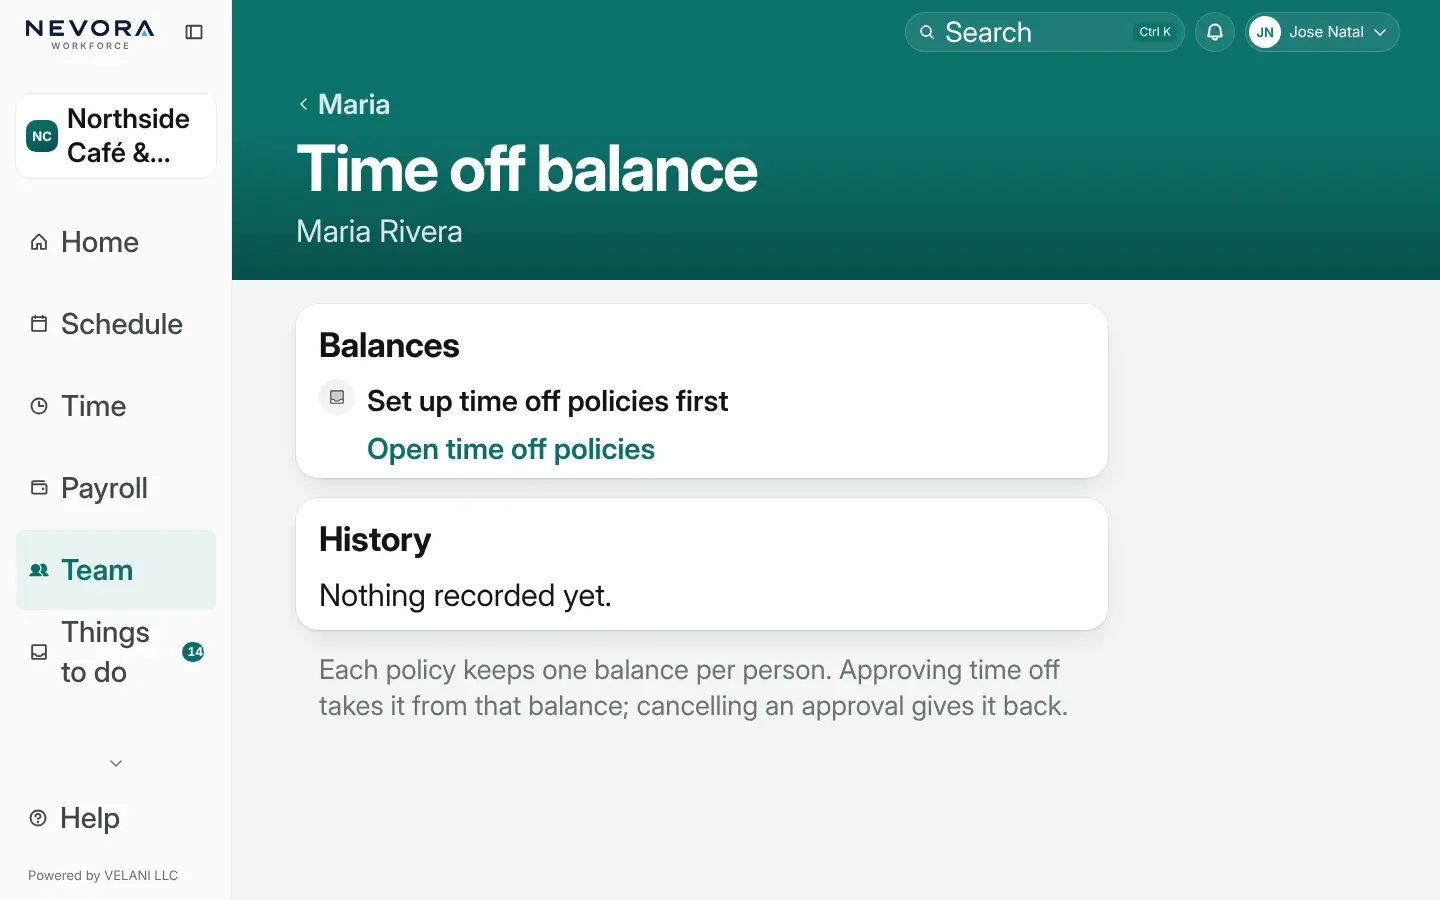 NEVORA
WORKFORCE
NC
Northside
Café &...
Home
Schedule
Time
Payroll
Team
Things
to do
14
Help
Powered by VELANI LLC
Search
Ctrl K
JN
Jose Natal
Maria
Time off balance
Maria Rivera
Balances
Set up time off policies first
Open time off policies
History
Nothing recorded yet.
Each policy keeps one balance per person. Approving time off
takes it from that balance; cancelling an approval gives it back.